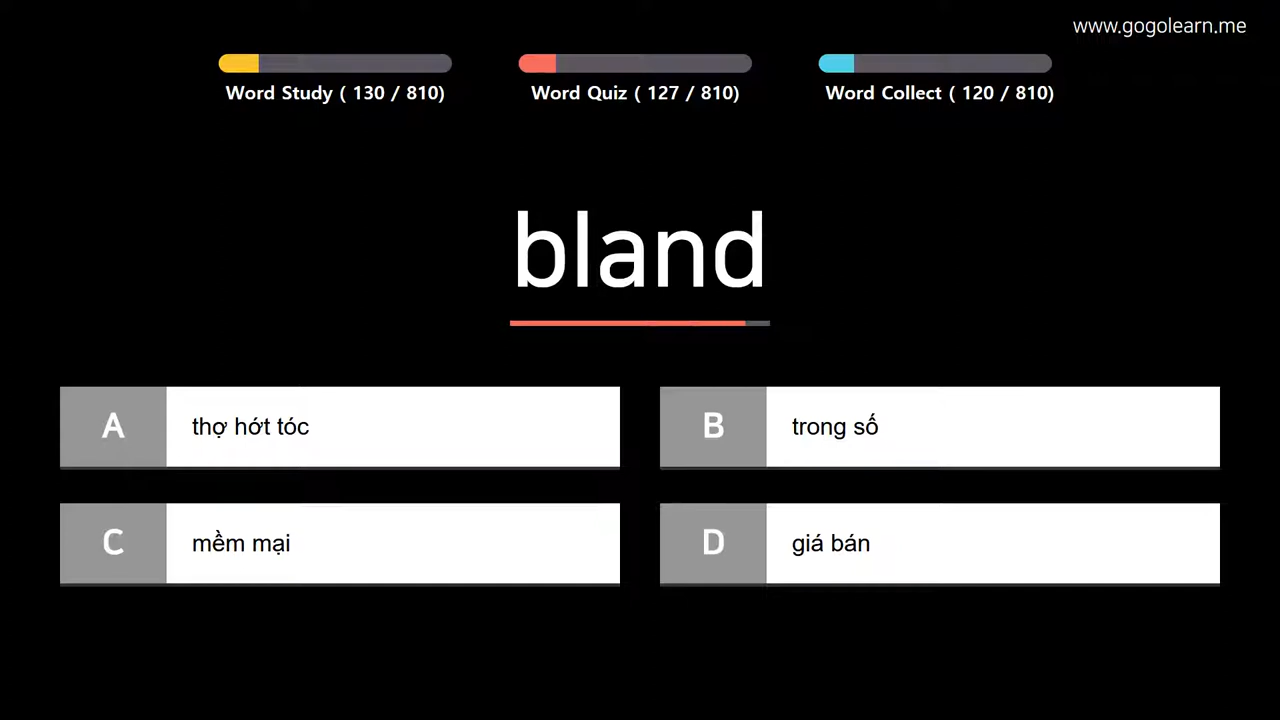 www.gogolearn.me
Word Study ( 130 / 810)
Word Quiz ( 127 / 810)
Word Collect ( 120 / 810)
bland
A
thợ hớt tóc
B
trong số
C
mềm mại
D
giá bán